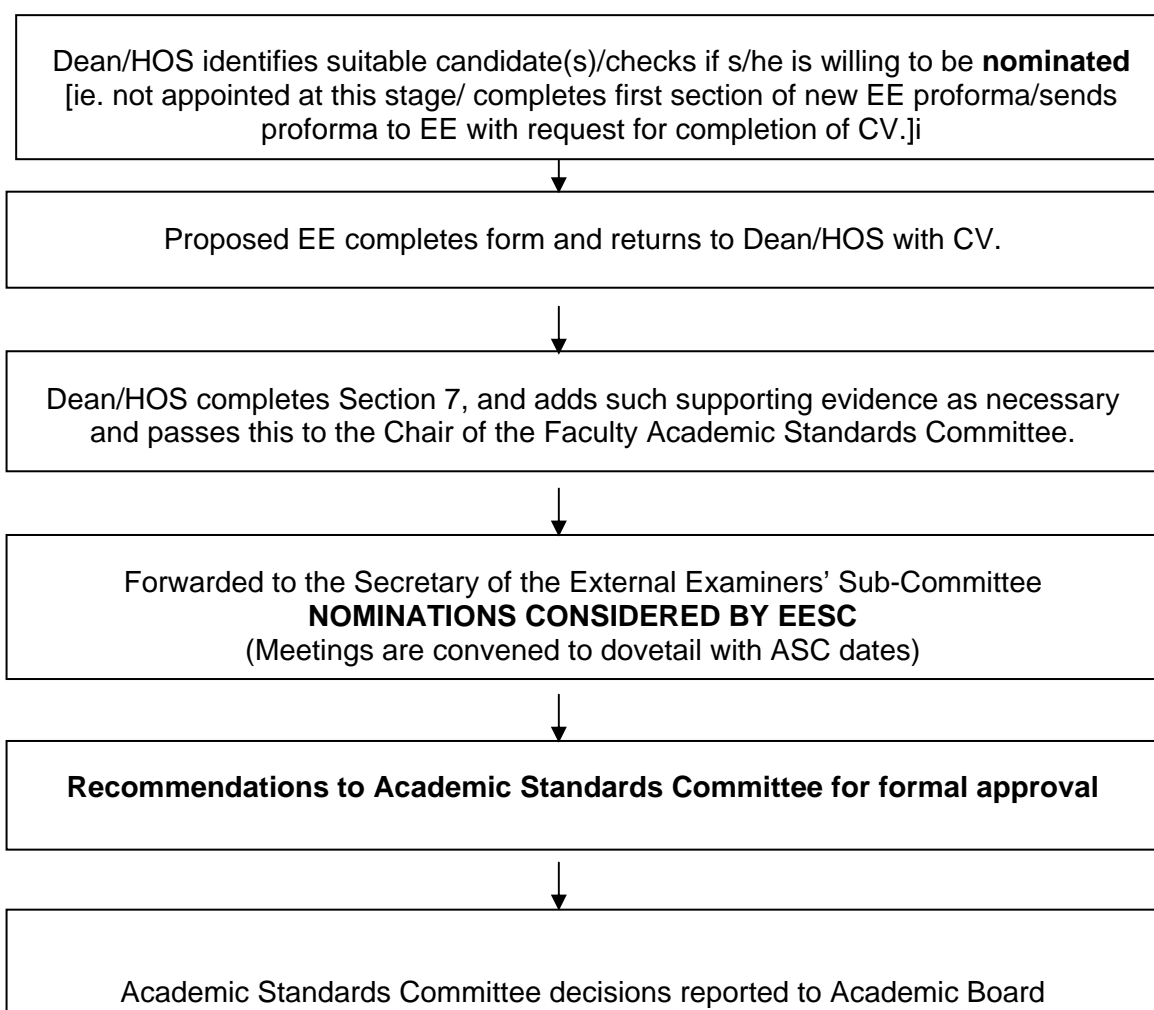 Dean/HOS identifies suitable candidate(s)/checks if s/he is willing to be nominated
[ie. not appointed at this stage/ completes first section of new EE proforma/sends
proforma to EE with request for completion of CV.]i
Proposed EE completes form and returns to Dean/HOS with CV.
Dean/HOS completes Section 7, and adds such supporting evidence as necessary
and passes this to the Chair of the Faculty Academic Standards Committee.
Forwarded to the Secretary of the External Examiners’ Sub-Committee
NOMINATIONS CONSIDERED BY EESC
(Meetings are convened to dovetail with ASC dates)
Recommendations to Academic Standards Committee for formal approval
Academic Standards Committee decisions reported to Academic Board